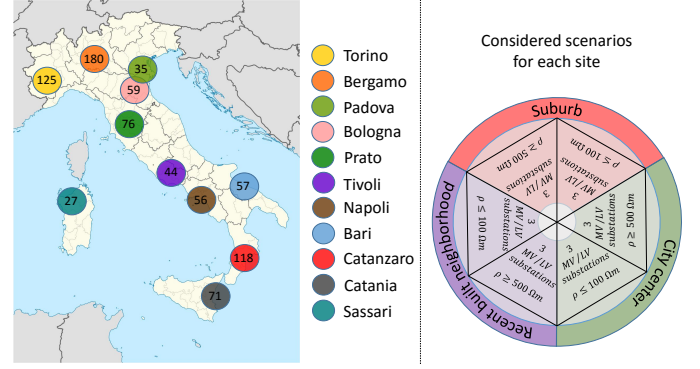 180
35
125
59
76
44
27
56
57
118
71
Torino
Bergamo
Padova
Bologna
Prato
Tivoli
Napoli
Bari
Catanzaro
Catania
Sassari
Considered scenarios
for each site
Suburb
ρ ≥ 500 Ωm
3
MV/LV
substations
ρ ≤ 100 Ωm
3
MV/LV
substations
City center
ρ ≥ 500 Ωm
3
MV/LV
substations
ρ ≤ 100 Ωm
3
MV/LV
substations
Recent built neighborhood
ρ ≤ 100 Ωm
3
MV/LV
substations
3
MV/LV
substations
ρ ≥ 500 Ωm